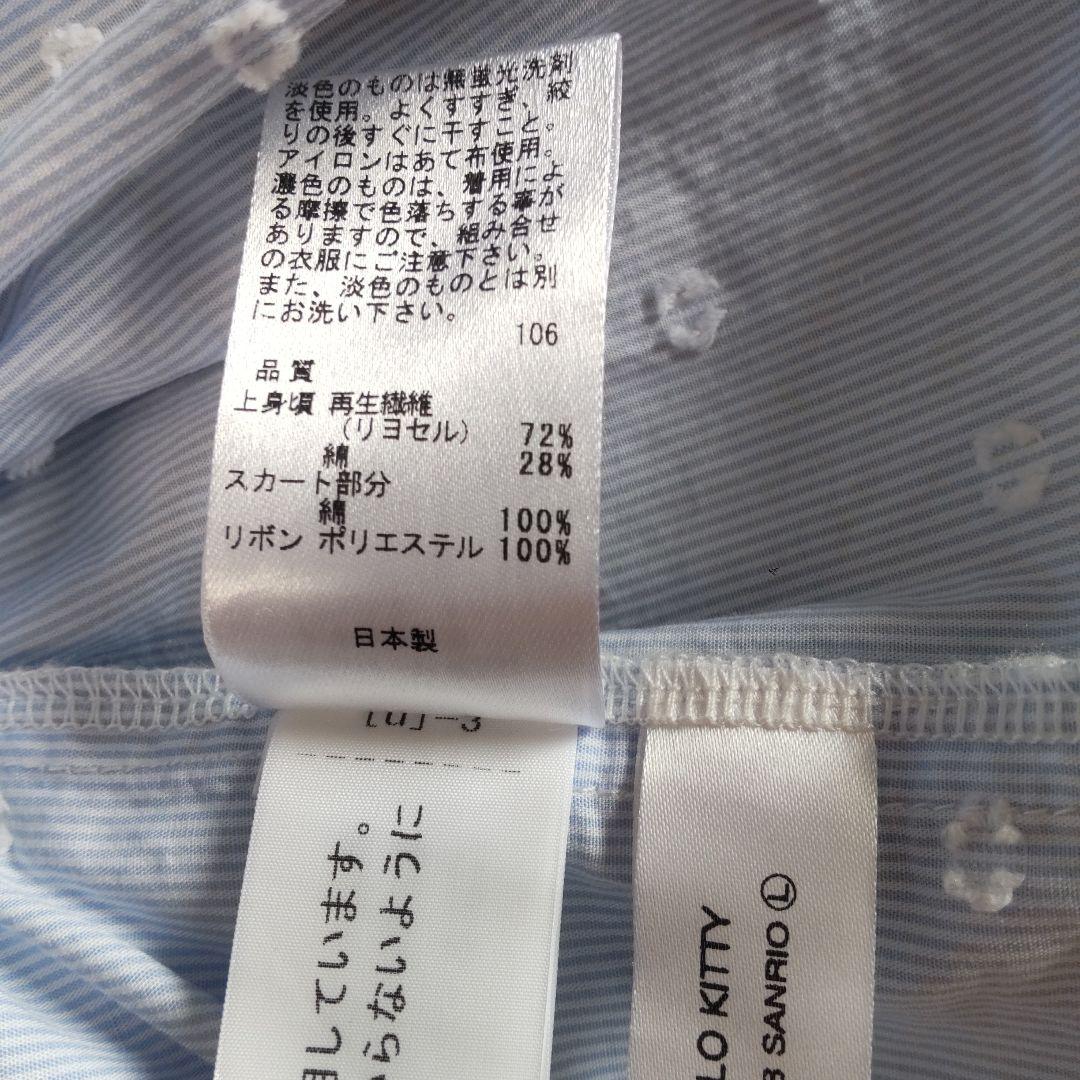 淡色のものは無蛍光洗剤
を使用。よくすすぎ、絞
りの後すぐに干すこと。
アイロンはあて布使用。
濃色のものは、着用によ
る摩擦で色落ちする事が
ありますので、組み合せ
の衣服にご注意下さい。
また、淡色のものとは別
にお洗い下さい。
106
品質
上身頃 再生繊維
(リヨセル) 72%
綿 28%
スカート部分
綿 100%
リボン ポリエステル 100%
日本製
[u]-3
しています。
らないように
LO KITTY
SANRIO Ⓛ